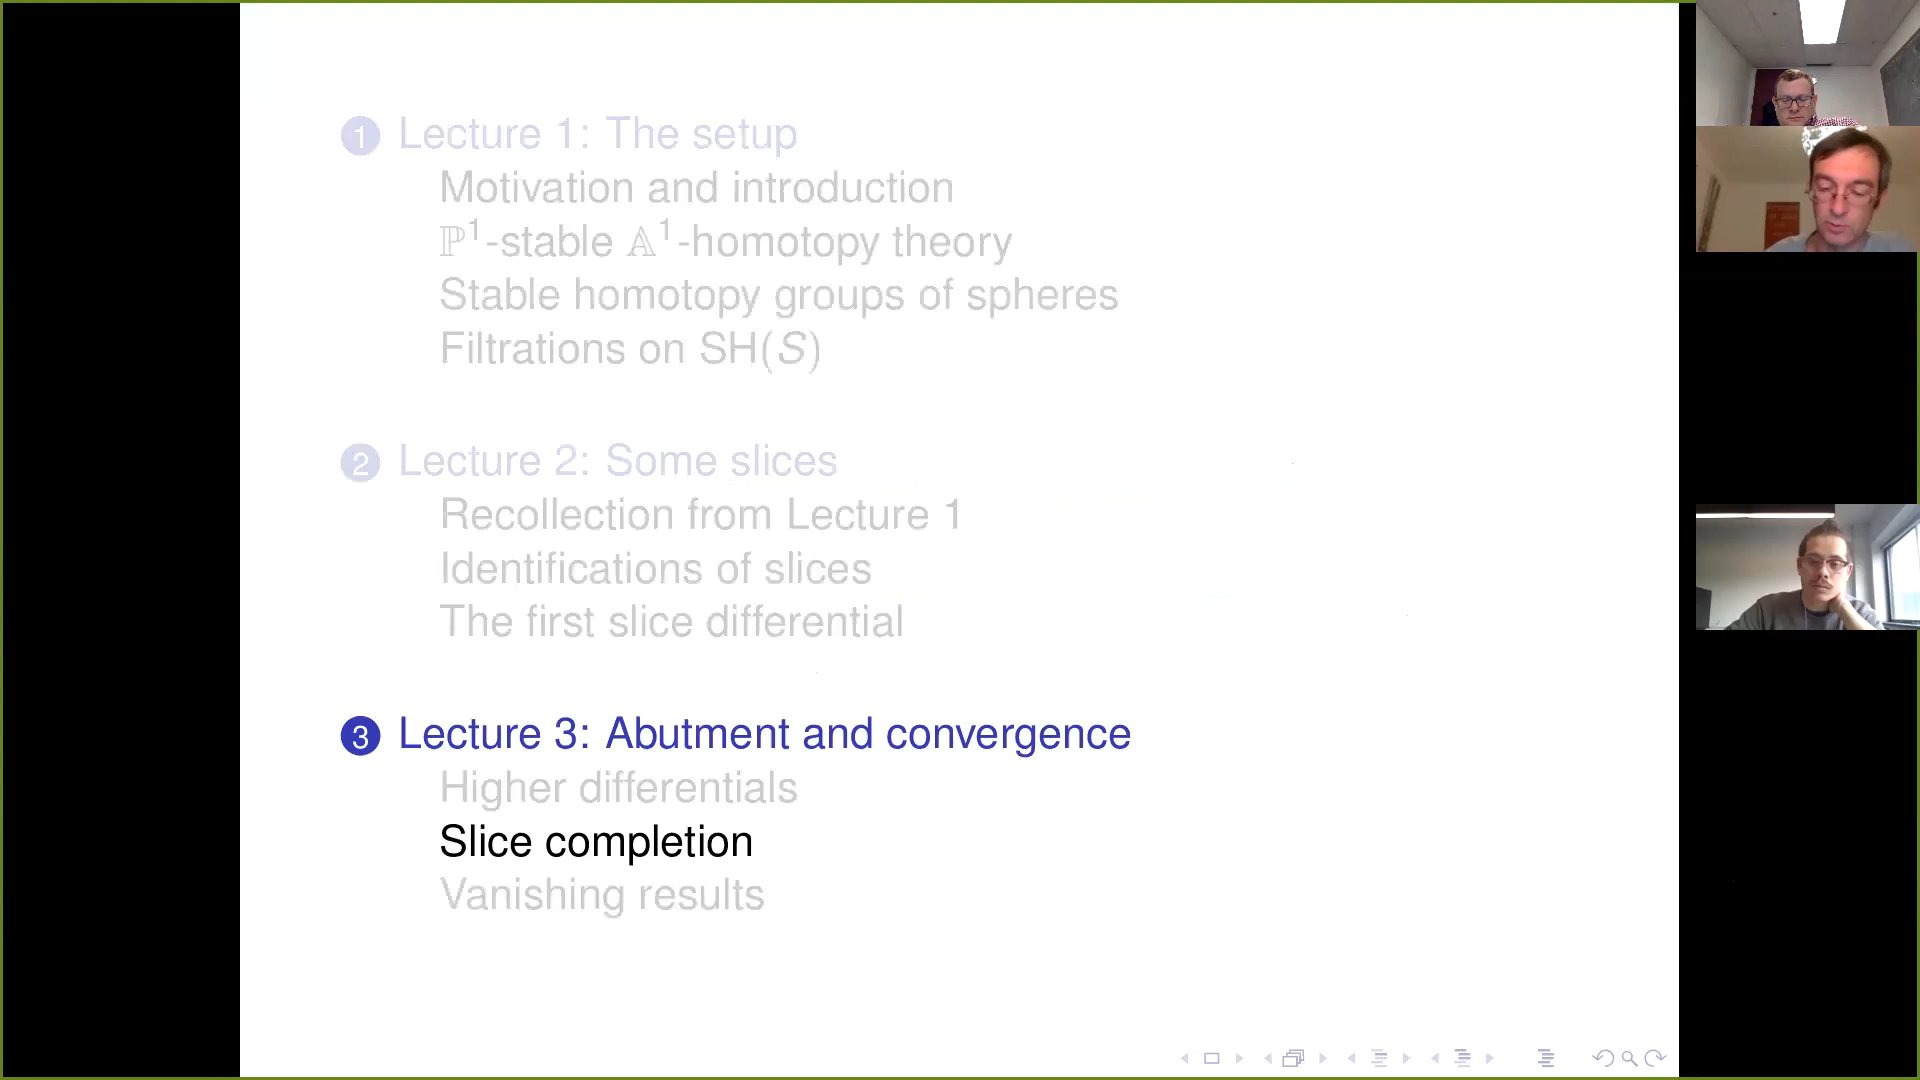 1 Lecture 1: The setup
Motivation and introduction
ℙ¹-stable 𝔸¹-homotopy theory
Stable homotopy groups of spheres
Filtrations on SH(S)
2 Lecture 2: Some slices
Recollection from Lecture 1
Identifications of slices
The first slice differential
3 Lecture 3: Abutment and convergence
Higher differentials
Slice completion
Vanishing results